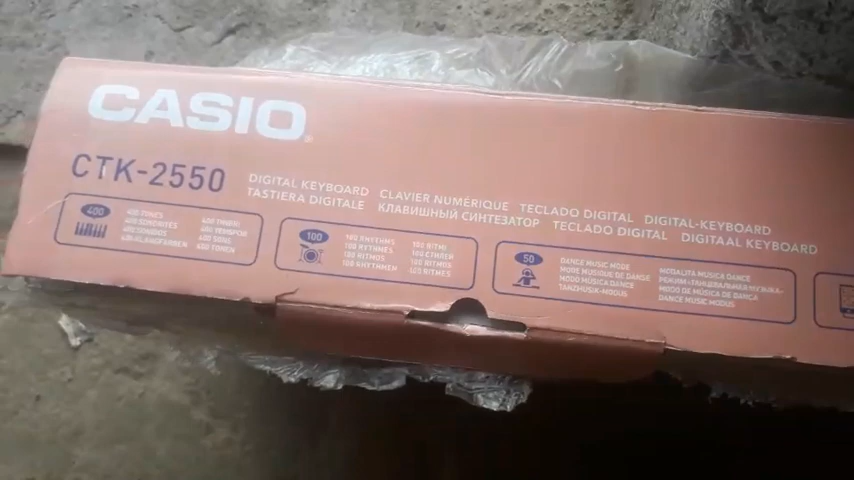 CASIO
CTK-2550
DIGITAL KEYBOARD CLAVIER NUMÉRIQUE TECLADO DIGITAL DIGITAL-KEYBOARD
TASTIERA DIGITALE КЛАВИШНЫЙ СИНТЕЗАТОР TECLADO DIGITAL DIGITAAL KEYBOARD
400
400 TONES
400 SONORITÉS
400 SONIDOS
400 KLANGFARBEN
400 TIMBRI
400 ТЕМБРОВ
400 SONS
400 TONEN
100
100 RHYTHMS
100 RYTHMES
100 RITMOS
100 RHYTHMEN
100 RITMI
100 СТИЛЕЙ
100 RITMOS
100 RITMES
50
DANCE MUSIC MODE
MODE MUSIQUE DE DANSE
MODO MÚSICA DANCE
TANZMUSIK-MODUS
MODALITÀ MUSICA DANCE
MODO DE MÚSICA DE DANÇA
DANCE MUSIC MODUS